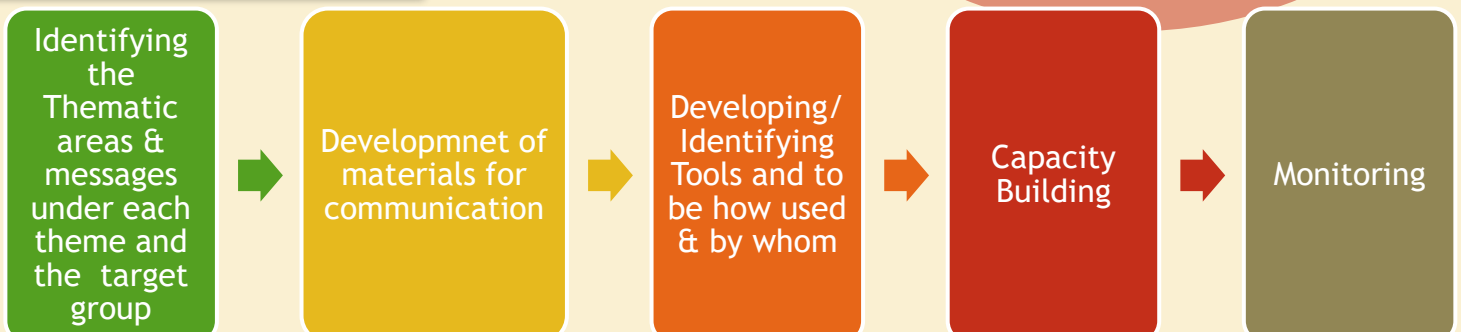 Identifying
the
Thematic
areas &
messages
under each
theme and
the target
group
Developmnet of
materials for
communication
Developing/
Identifying
Tools and to
be how used
& by whom
Capacity
Building
Monitoring